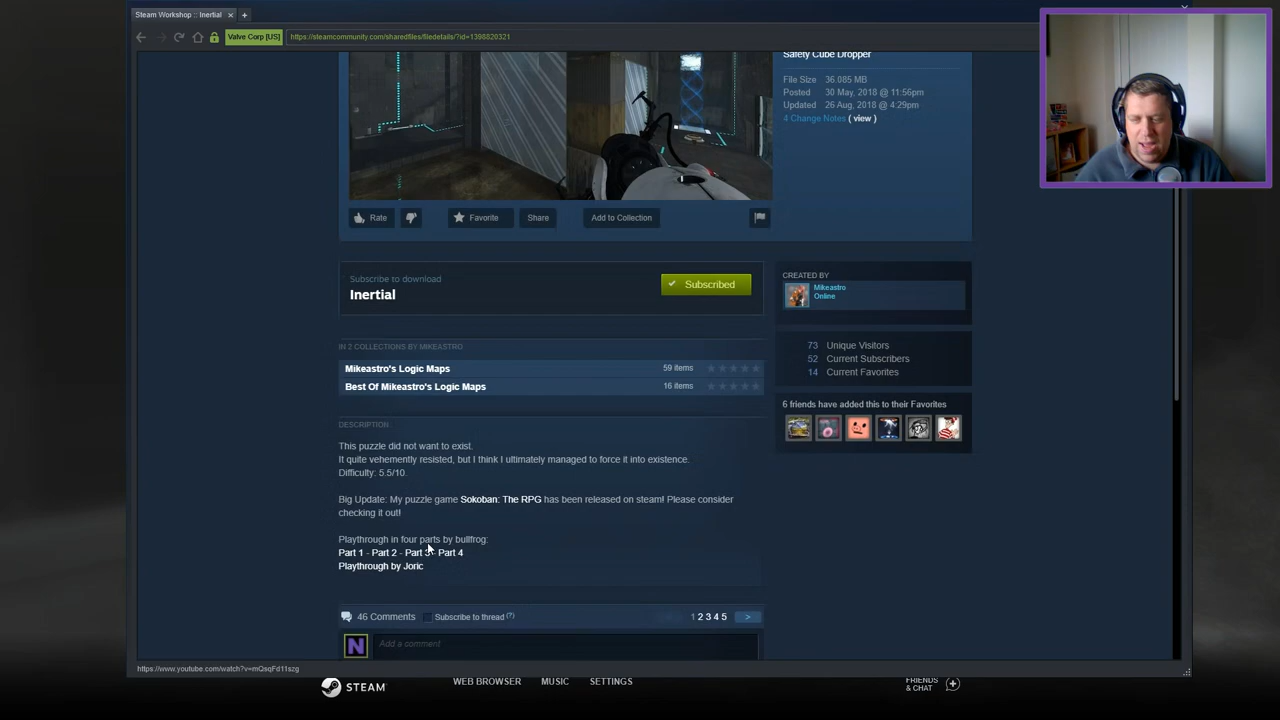 Steam Workshop :: Inertial
Valve Corp [US]
https://steamcommunity.com/sharedfiles/filedetails/?id=1396820321
Safety Cube Dropper
File Size 36.085 MB
Posted 30 May, 2018 @ 11:56pm
Updated 26 Aug, 2018 @ 4:29pm
4 Change Notes ( view )
Rate
Favorite
Share
Add to Collection
Subscribe to download
Inertial
Subscribed
CREATED BY
Mikeastro
Online
73 Unique Visitors
52 Current Subscribers
14 Current Favorites
IN 2 COLLECTIONS BY MIKEASTRO
Mikeastro's Logic Maps 59 items
Best Of Mikeastro's Logic Maps 16 items
6 friends have added this to their Favorites
DESCRIPTION
This puzzle did not want to exist.
It quite vehemently resisted, but I think I ultimately managed to force it into existence.
Difficulty: 5.5/10.
Big Update: My puzzle game Sokoban: The RPG has been released on steam! Please consider
checking it out!
Playthrough in four parts by bullfrog:
Part 1 - Part 2 - Part 3 - Part 4
Playthrough by Joric
46 Comments
Subscribe to thread (?)
1 2 3 4 5 >
N
Add a comment
https://www.youtube.com/watch?v=mQsqFd11szg
STEAM
WEB BROWSER
MUSIC
SETTINGS
FRIENDS
& CHAT